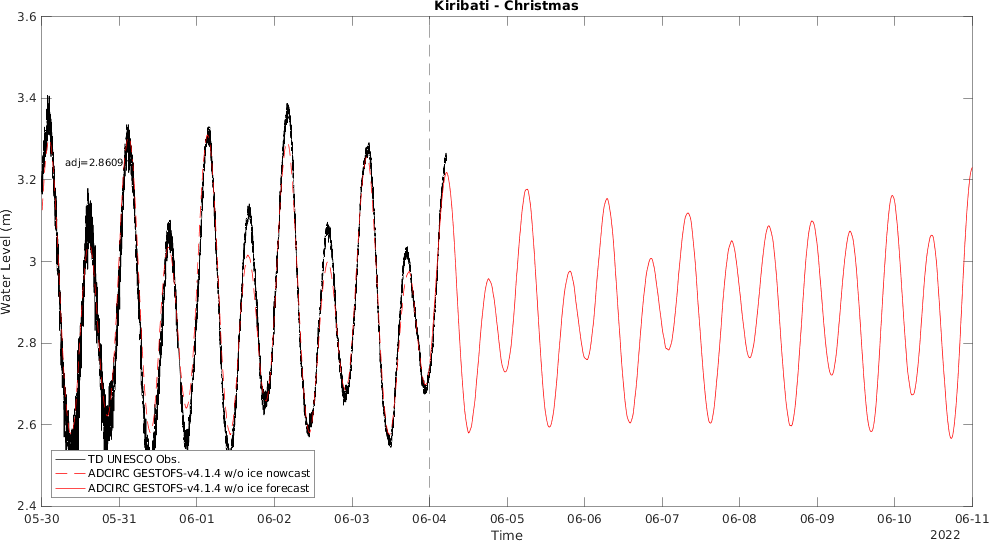 Kiribati - Christmas
3.6
3.4
3.2
3
2.8
2.6
2.4
Water Level (m)
adj=2.8609
TD UNESCO Obs.
ADCIRC GESTOFS-v4.1.4 w/o ice nowcast
ADCIRC GESTOFS-v4.1.4 w/o ice forecast
05-30 05-31 06-01 06-02 06-03 06-04 06-05 06-06 06-07 06-08 06-09 06-10 06-11
Time
2022